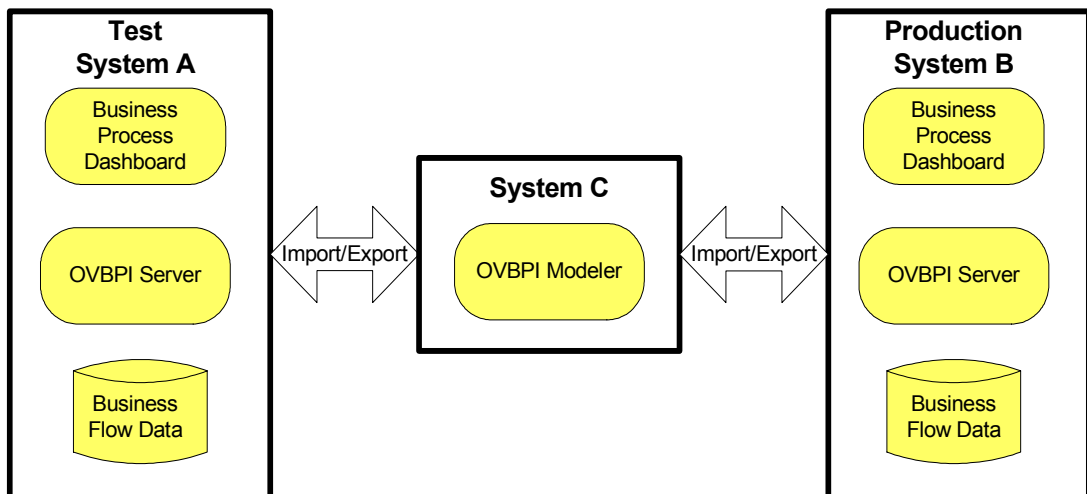 Test
System A
Business
Process
Dashboard
OVBPI Server
Business
Flow Data
Import/Export
System C
OVBPI Modeler
Import/Export
Production
System B
Business
Process
Dashboard
OVBPI Server
Business
Flow Data